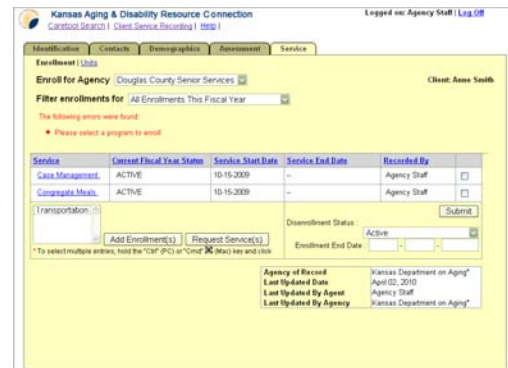 Kansas Aging & Disability Resource Connection
Logged on: Agency Staff | Log Off
Caretool Search | Client Service Recording | Help |
Identification Contacts Demographics Assessment Service
Enrollment | Units
Enroll for Agency Douglas County Senior Services
Client: Anna Smith
Filter enrollments for All Enrollments This Fiscal Year
The following errors were found:
Please select a program to enroll
Service Current Fiscal Year Status Service Start Date Service End Date Recorded By
Case Management ACTIVE 10-15-2009 -- Agency Staff
Congregate Meals ACTIVE 10-15-2009 -- Agency Staff
Transportation
Submit
Disenrollment Status :
Active
Add Enrollment(s) Request Service(s)
Enrollment End Date : - -
* To select multiple entries, hold the "Ctrl" (PC) or "Cmd" ⌘ (Mac) key and click
Agency of Record Kansas Department on Aging*
Last Updated Date April 02, 2010
Last Updated By Agent Agency Staff
Last Updated By Agency Kansas Department on Aging*